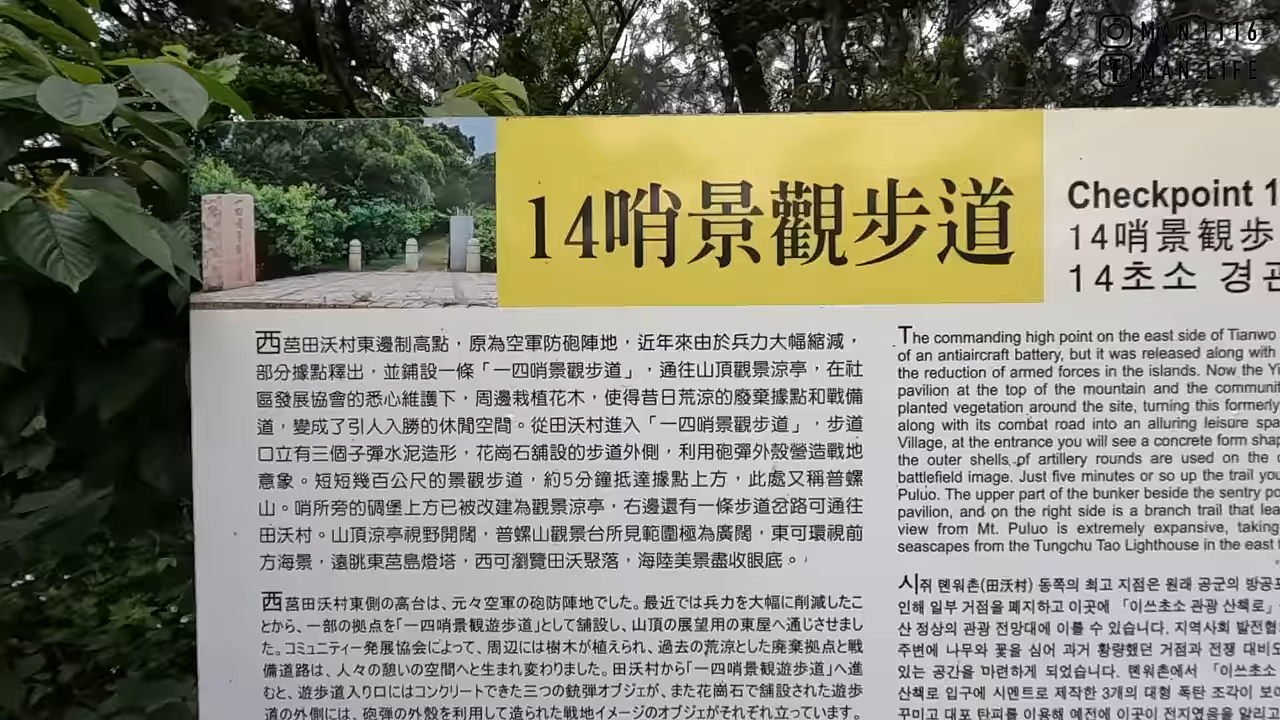 MAN.1116
MAN.LIFE
14哨景觀步道
Checkpoint 1
14哨景観歩
14초소 경관
西莒田沃村東邊制高點，原為空軍防砲陣地，近年來由於兵力大幅縮減，
部分據點釋出，並鋪設一條「一四哨景觀步道」，通往山頂觀景涼亭，在社
區發展協會的悉心維護下，周邊栽植花木，使得昔日荒涼的廢棄據點和戰備
道，變成了引人入勝的休閒空間。從田沃村進入「一四哨景觀步道」，步道
口立有三個子彈水泥造形，花崗石舖設的步道外側，利用砲彈外殼營造戰地
意象。短短幾百公尺的景觀步道，約5分鐘抵達據點上方，此處又稱普螺
山。哨所旁的碉堡上方已被改建為觀景涼亭，右邊還有一條步道岔路可通往
田沃村。山頂涼亭視野開闊，普螺山觀景台所見範圍極為廣闊，東可環視前
方海景，遠眺東莒島燈塔，西可瀏覽田沃聚落，海陸美景盡收眼底。
The commanding high point on the east side of Tianwo
of an antiaircraft battery, but it was released along with
the reduction of armed forces in the islands. Now the Yi
pavilion at the top of the mountain and the communi
planted vegetation around the site, turning this formerly
along with its combat road into an alluring leisure spa
Village, at the entrance you will see a concrete form shap
the outer shells of artillery rounds are used on the
battlefield image. Just five minutes or so up the trail you
Puluo. The upper part of the bunker beside the sentry po
pavilion, and on the right side is a branch trail that lea
view from Mt. Puluo is extremely expansive, taking
seascapes from the Tungchu Tao Lighthouse in the east
西莒田沃村東側の高台は、元々空軍の砲防陣地でした。最近では兵力を大幅に削減したこ
とから、一部の拠点を「一四哨景観遊歩道」として舗設し、山頂の展望用の東屋へ通じさせまし
た。コミュニティー発展協会によって、周辺には樹木が植えられ、過去の荒涼とした廃棄拠点と戦
備道路は、人々の憩いの空間へと生まれ変わりました。田沃村から「一四哨景観遊歩道」へ進
むと、遊歩道入り口にはコンクリートできた三つの銃弾オブジェが、また花崗石で舗設された遊歩
道の外側には、砲弾の外殻を利用して造られた戦地イメージのオブジェがそれぞれ立っています。
시쥐 톈워촌(田沃村) 동쪽의 최고 지점은 원래 공군의 방공포
인해 일부 거점을 폐지하고 이곳에 「이쓰초소 관광 산책로」
산 정상의 관광 전망대에 이를 수 있습니다. 지역사회 발전협
주변에 나무와 꽃을 심어 과거 황량했던 거점과 전쟁 대비도
있는 공간을 마련하게 되었습니다. 톈워촌에서 「이쓰초소
산책로 입구에 시멘트로 제작한 3개의 대형 폭탄 조각이 보이
꾸미고 대포 탄피를 이용해 예전에 이곳이 전지였음을 알리고